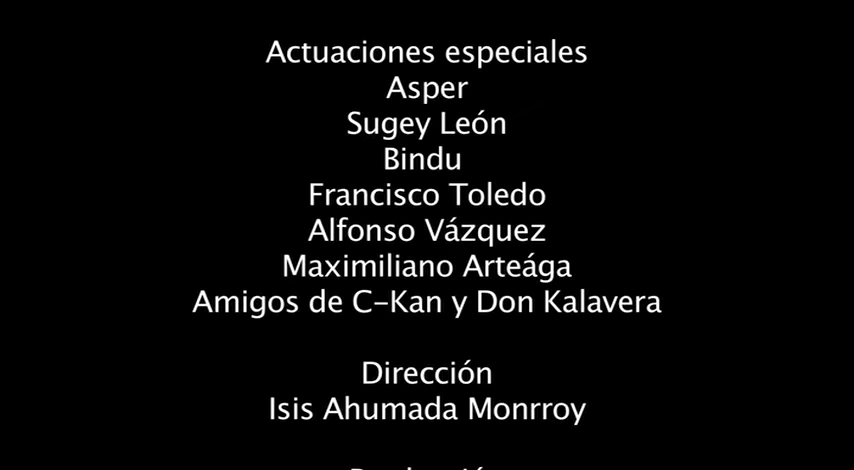 Actuaciones especiales
Asper
Sugey León
Bindu
Francisco Toledo
Alfonso Vázquez
Maximiliano Arteága
Amigos de C-Kan y Don Kalavera
Dirección
Isis Ahumada Monrroy